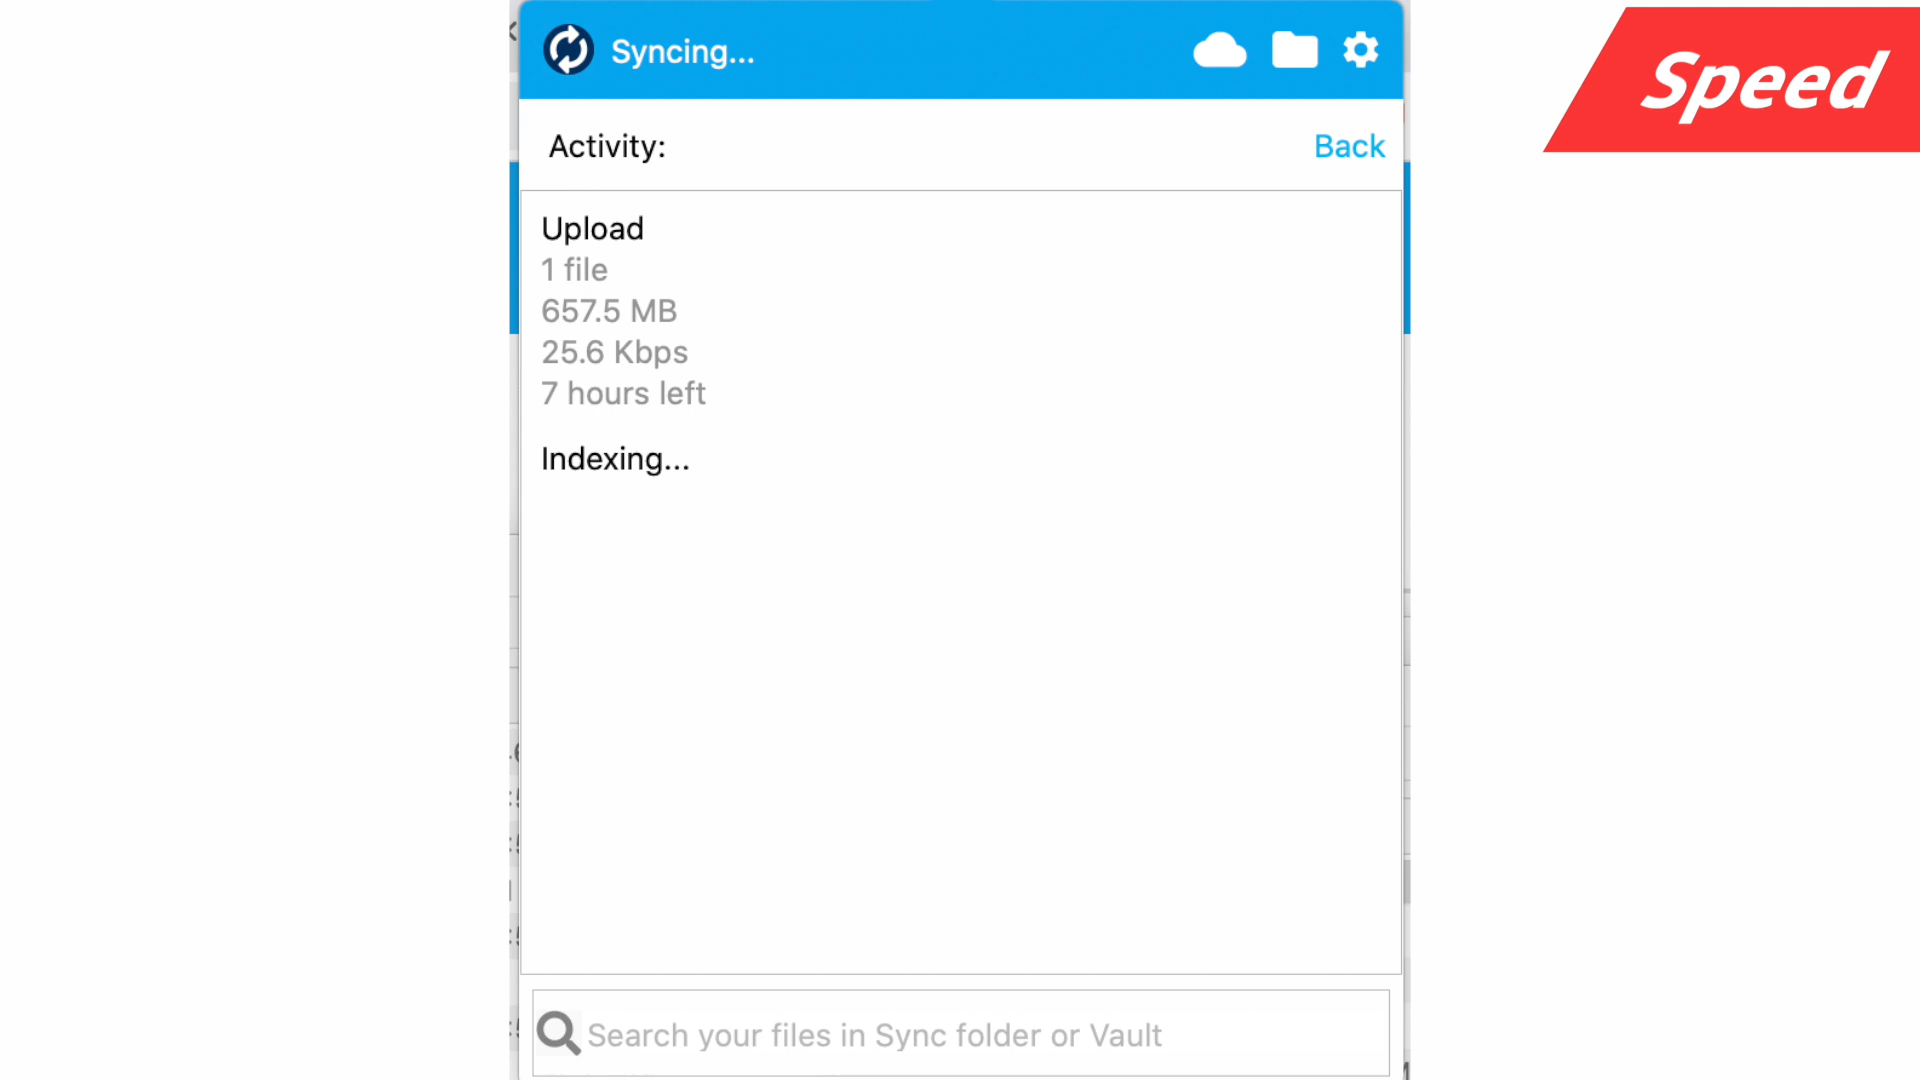 Syncing...
Speed
Activity:
Back
Upload
1 file
657.5 MB
25.6 Kbps
7 hours left
Indexing...
Search your files in Sync folder or Vault